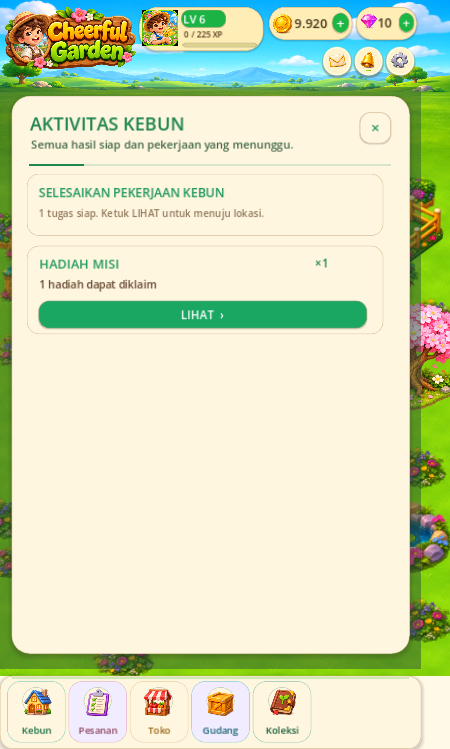 Cheerful
Garden
LV 6
0 / 225 XP
9.920 +
10 +
AKTIVITAS KEBUN
×
Semua hasil siap dan pekerjaan yang menunggu.
SELESAIKAN PEKERJAAN KEBUN
1 tugas siap. Ketuk LIHAT untuk menuju lokasi.
HADIAH MISI ×1
1 hadiah dapat diklaim
LIHAT ›
Kebun Pesanan Toko Gudang Koleksi